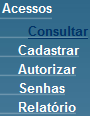 Acessos
Consultar
Cadastrar
Autorizar
Senhas
Relatório